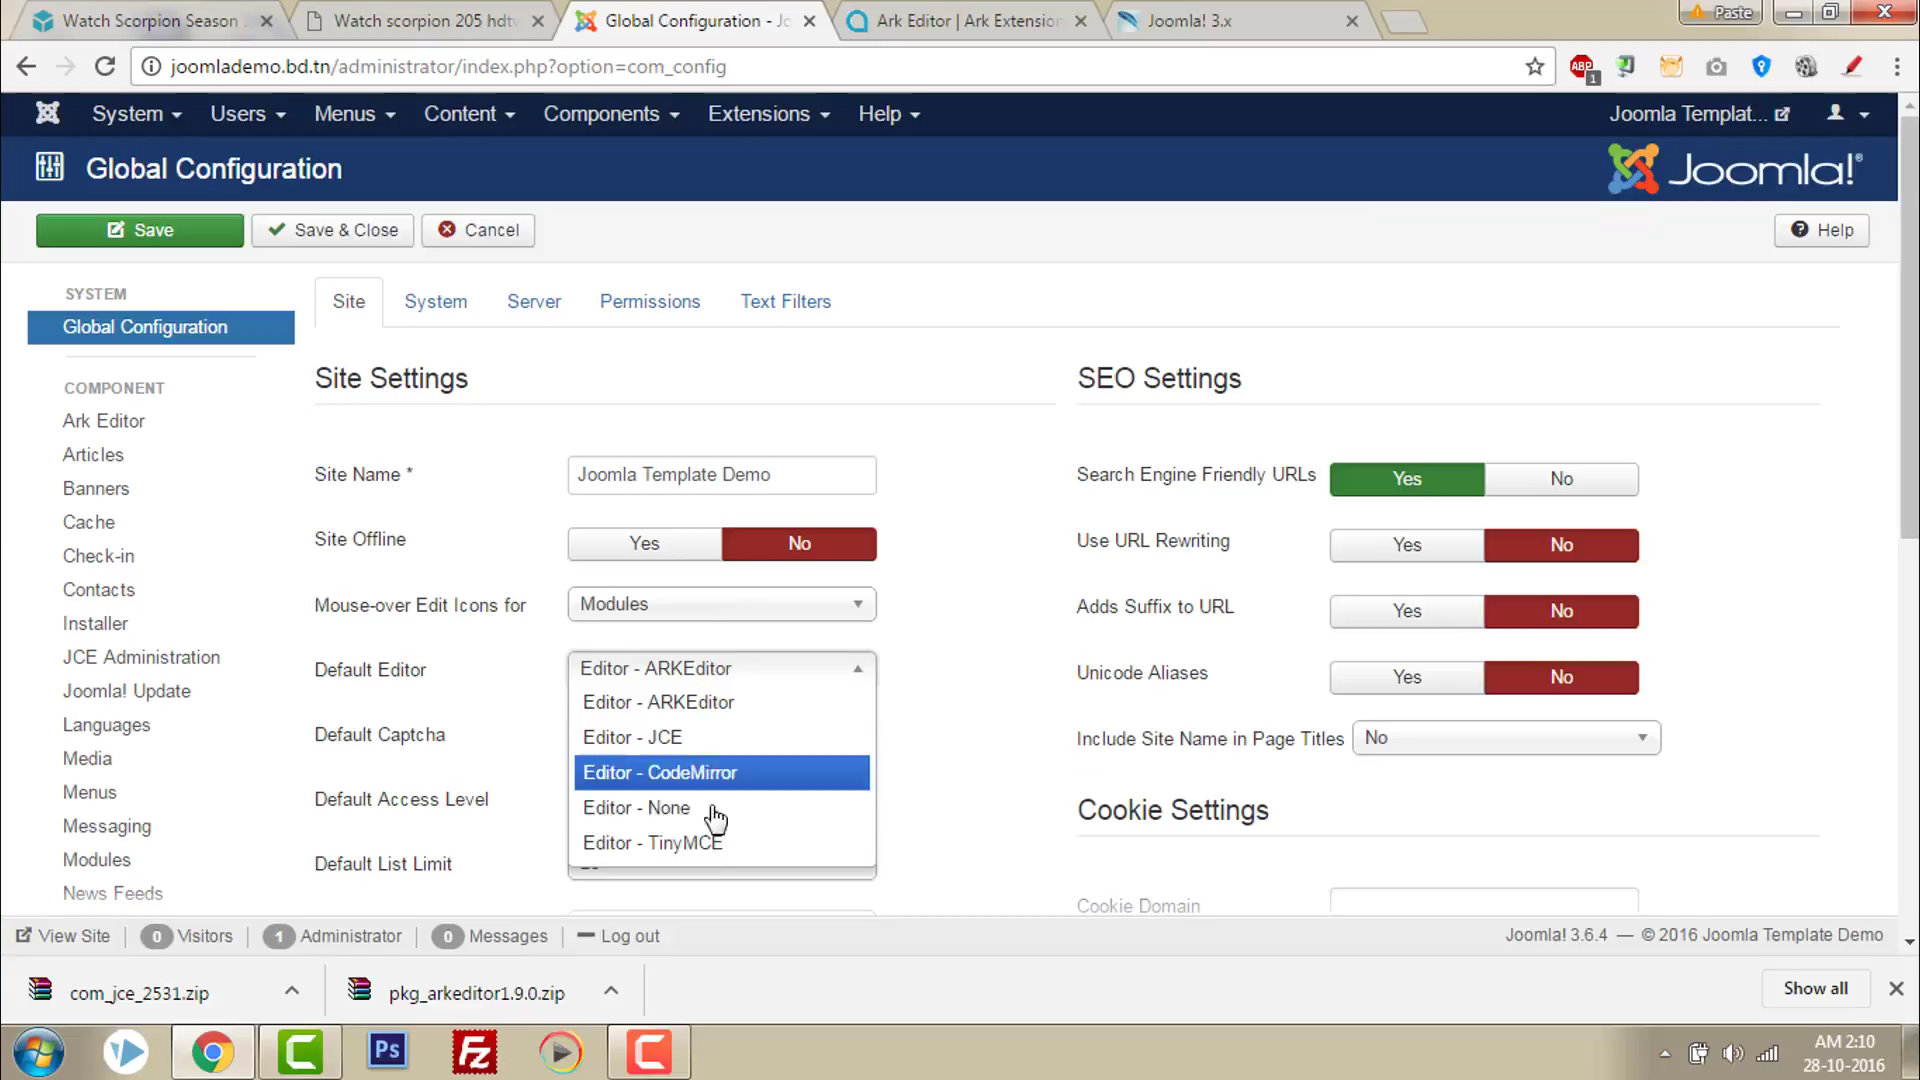 Watch Scorpion Season
Watch scorpion 205 hdtv
Global Configuration - Jo
Ark Editor | Ark Extension
Joomla! 3.x
Paste
joomlademo.bd.tn/administrator/index.php?option=com_config
ABP
1
System
Users
Menus
Content
Components
Extensions
Help
Joomla Templat...
Global Configuration
Joomla!®
Save
Save & Close
Cancel
Help
SYSTEM
Global Configuration
COMPONENT
Ark Editor
Articles
Banners
Cache
Check-in
Contacts
Installer
JCE Administration
Joomla! Update
Languages
Media
Menus
Messaging
Modules
News Feeds
Site
System
Server
Permissions
Text Filters
Site Settings
Site Name *
Joomla Template Demo
Site Offline
Yes
No
Mouse-over Edit Icons for
Modules
Default Editor
Editor - ARKEditor
Editor - ARKEditor
Editor - JCE
Editor - CodeMirror
Editor - None
Editor - TinyMCE
Default Captcha
Default Access Level
Default List Limit
SEO Settings
Search Engine Friendly URLs
Yes
No
Use URL Rewriting
Yes
No
Adds Suffix to URL
Yes
No
Unicode Aliases
Yes
No
Include Site Name in Page Titles
No
Cookie Settings
Cookie Domain
View Site
0 Visitors
1 Administrator
0 Messages
Log out
Joomla! 3.6.4 — © 2016 Joomla Template Demo
com_jce_2531.zip
pkg_arkeditor1.9.0.zip
Show all
Ps
Fz
AM 2:10
28-10-2016